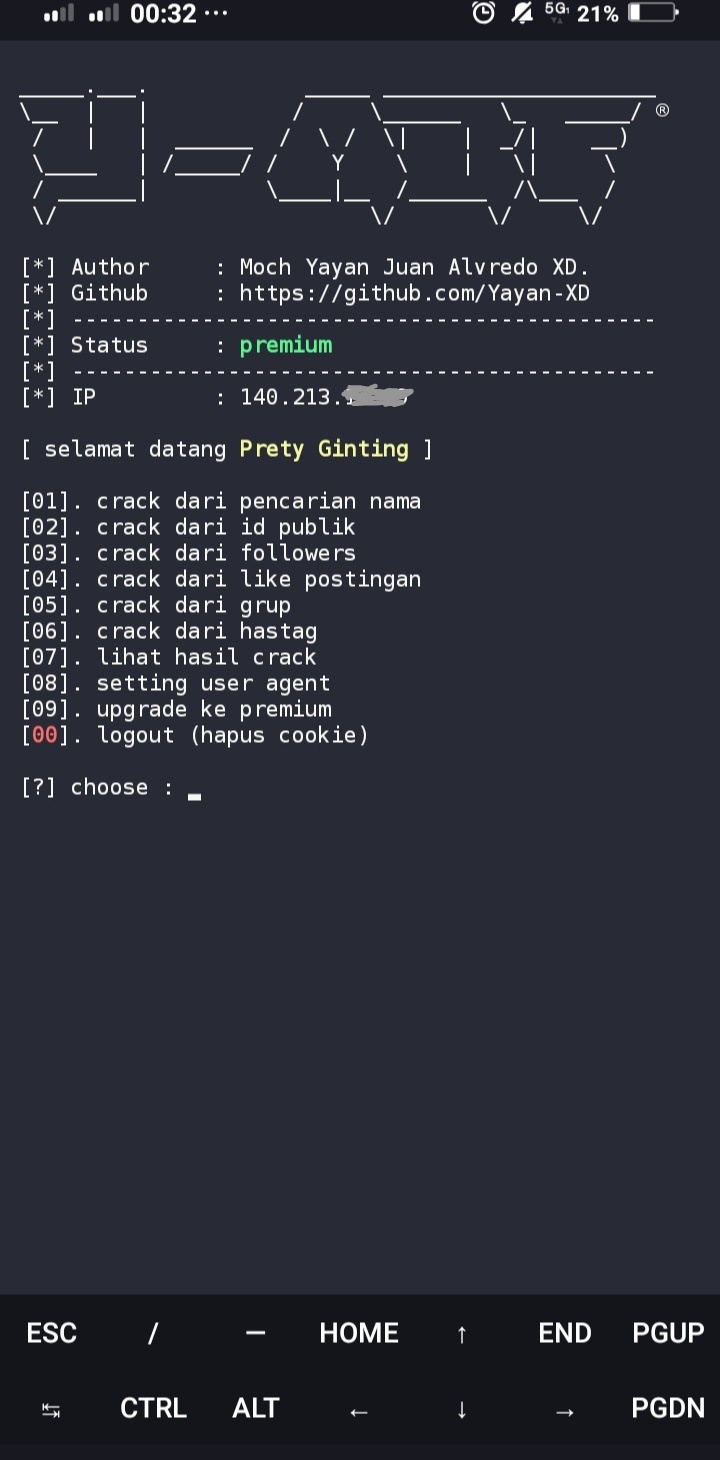 00:32 ...
5G 21%
Y-ADF ®
[*] Author : Moch Yayan Juan Alvredo XD.
[*] Github : https://github.com/Yayan-XD
[*] ---------------------------------------------
[*] Status : premium
[*] ---------------------------------------------
[*] IP : 140.213.
[ selamat datang Prety Ginting ]
[01]. crack dari pencarian nama
[02]. crack dari id publik
[03]. crack dari followers
[04]. crack dari like postingan
[05]. crack dari grup
[06]. crack dari hastag
[07]. lihat hasil crack
[08]. setting user agent
[09]. upgrade ke premium
[00]. logout (hapus cookie)
[?] choose : _
ESC / — HOME ↑ END PGUP
↹ CTRL ALT ← ↓ → PGDN